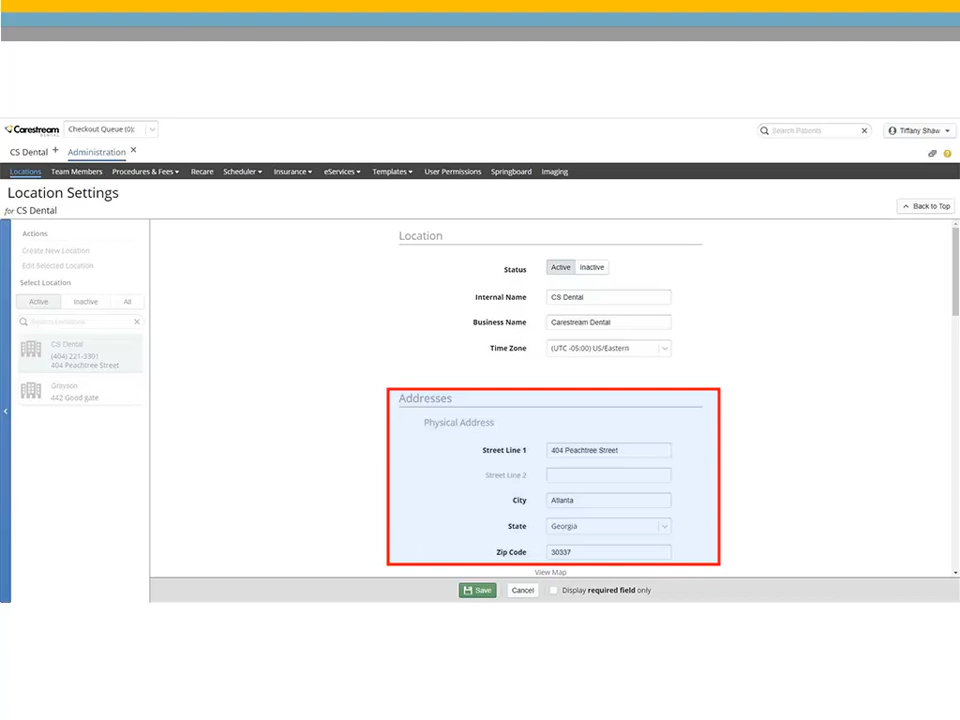 Carestream DENTAL Checkout Queue (0): Search Patients Tiffany Shaw
CS Dental + Administration ×
Locations Team Members Procedures & Fees Recare Scheduler Insurance eServices Templates User Permissions Springboard Imaging
Location Settings
for CS Dental
Back to Top
Actions
Create New Location
Edit Selected Location
Select Location
Active Inactive All
CS Dental
(404) 221-3301
404 Peachtree Street
Grayson
442 Good gate
Location
Status Active Inactive
Internal Name CS Dental
Business Name Carestream Dental
Time Zone (UTC -05:00) US/Eastern
Addresses
Physical Address
Street Line 1 404 Peachtree Street
Street Line 2
City Atlanta
State Georgia
Zip Code 30337
View Map
Save Cancel Display required field only